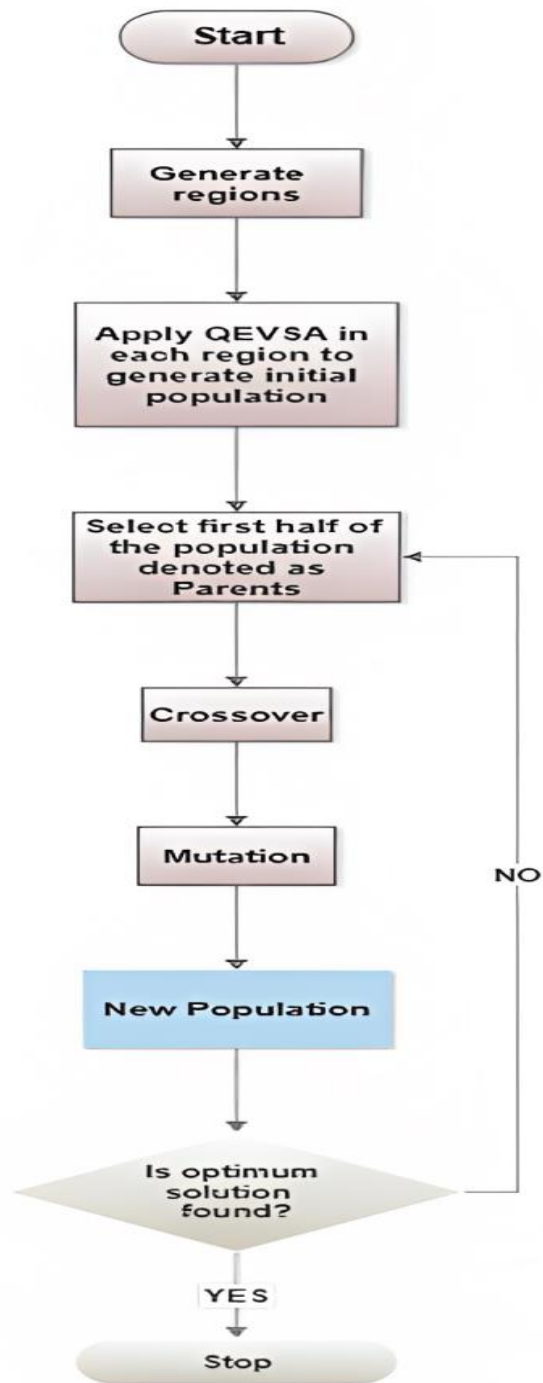 Start
Generate
regions
Apply QEVSA in
each region to
generate initial
population
Select first half of
the population
denoted as
Parents
Crossover
Mutation
NO
New Population
Is optimum
solution
found?
YES
Stop